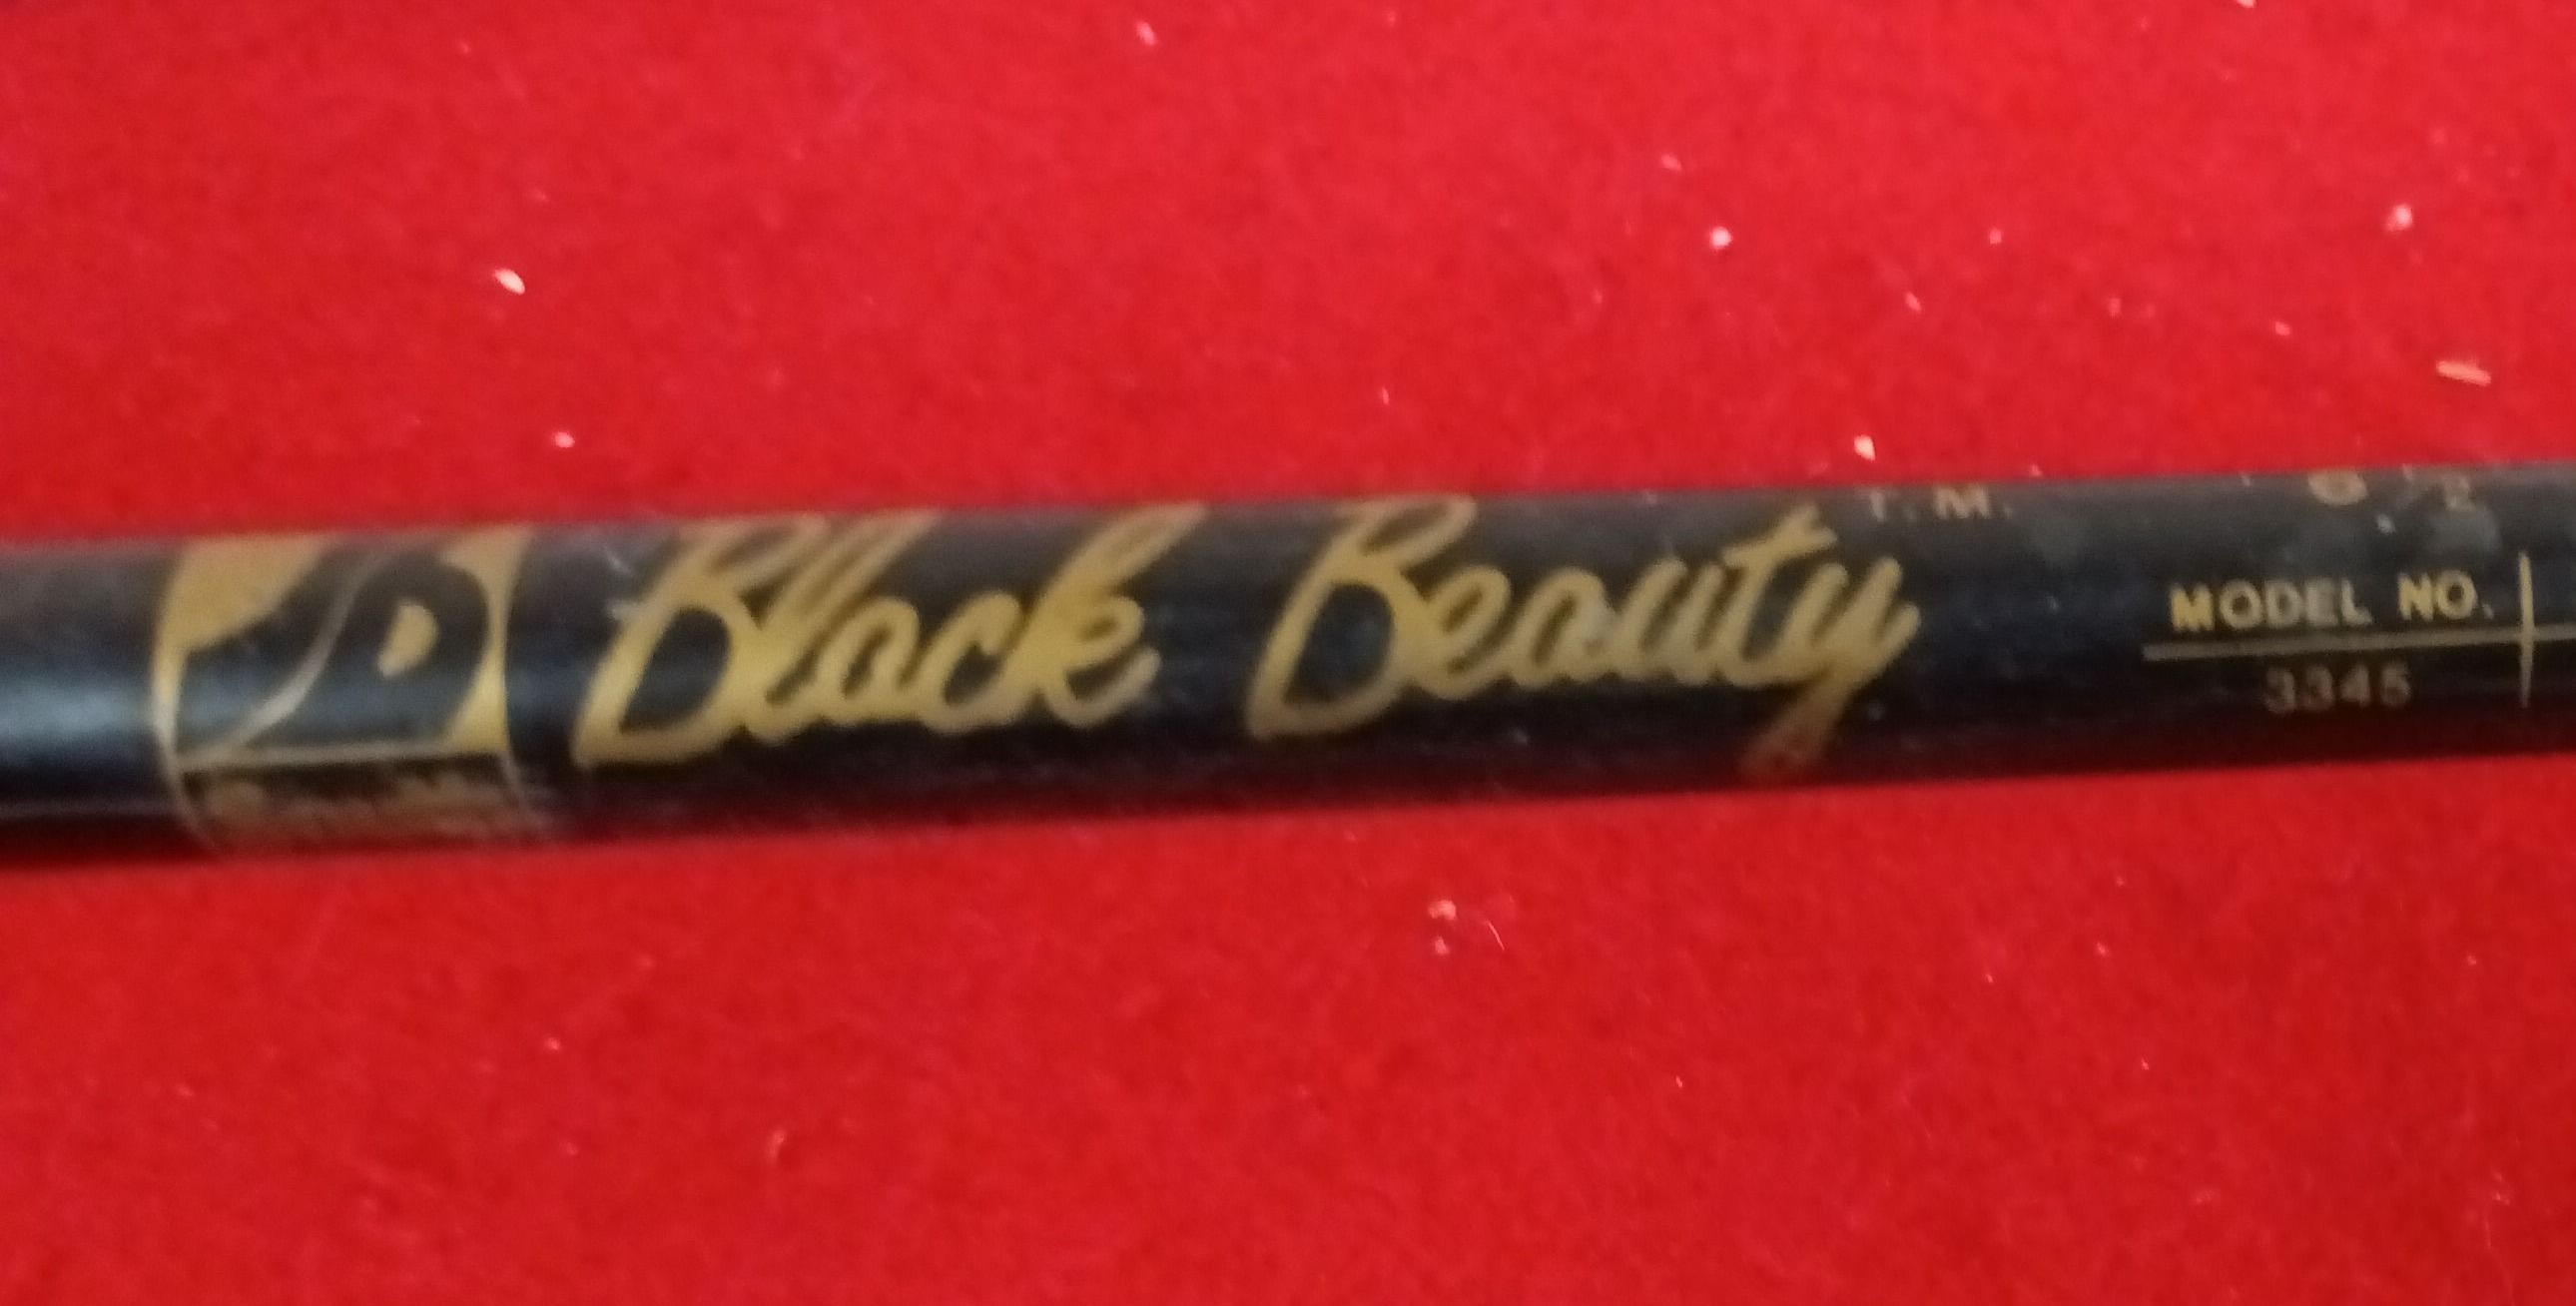 Black Beauty T.M.
MODEL NO.
3345